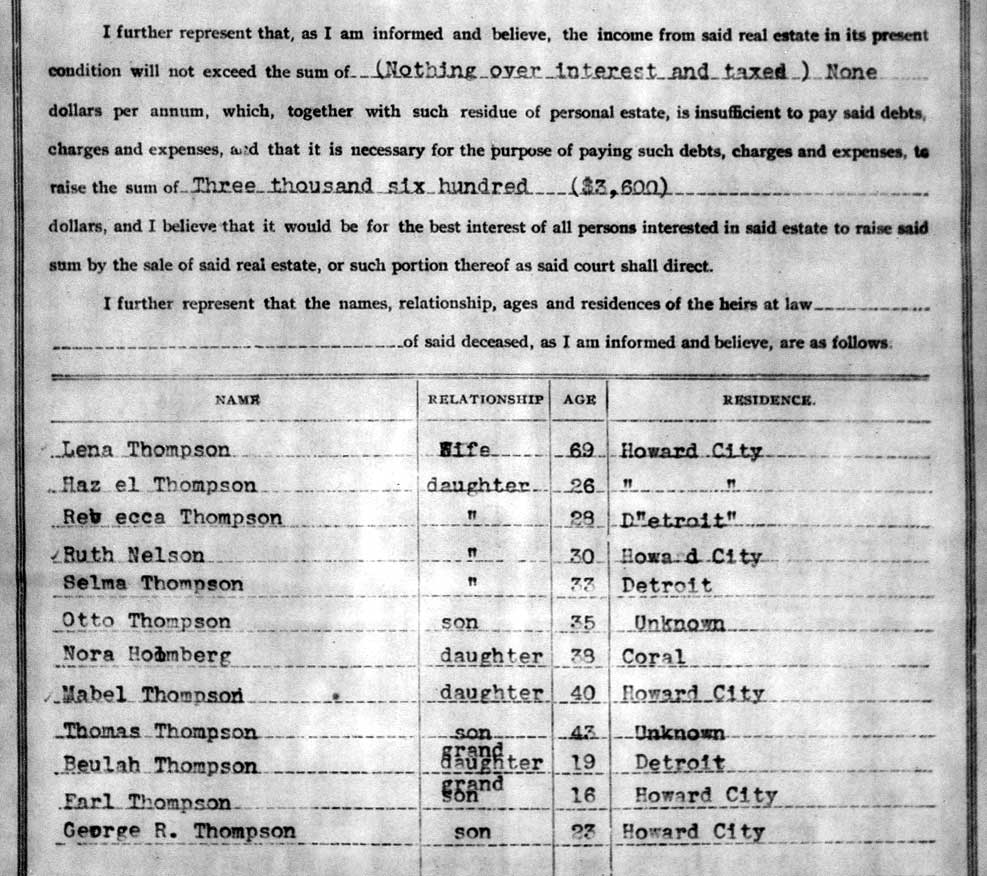 I further represent that, as I am informed and believe, the income from said real estate in its present
condition will not exceed the sum of (Nothing over interest and taxed ) None
dollars per annum, which, together with such residue of personal estate, is insufficient to pay said debts,
charges and expenses, and that it is necessary for the purpose of paying such debts, charges and expenses, to
raise the sum of Three thousand six hundred ($3,600)
dollars, and I believe that it would be for the best interest of all persons interested in said estate to raise said
sum by the sale of said real estate, or such portion thereof as said court shall direct.
I further represent that the names, relationship, ages and residences of the heirs at law
of said deceased, as I am informed and believe, are as follows.
NAME RELATIONSHIP AGE RESIDENCE.
Lena Thompson Wife 69 Howard City
Haz el Thompson daughter 26 " "
Reb ecca Thompson " 28 D"etroit"
Ruth Nelson " 30 Howard City
Selma Thompson " 33 Detroit
Otto Thompson son 35 Unknown
Nora Holmberg daughter 38 Coral
Mabel Thompson daughter 40 Howard City
Thomas Thompson son 43 Unknown
Beulah Thompson grand daughter 19 Detroit
Earl Thompson grand son 16 Howard City
George R. Thompson son 23 Howard City